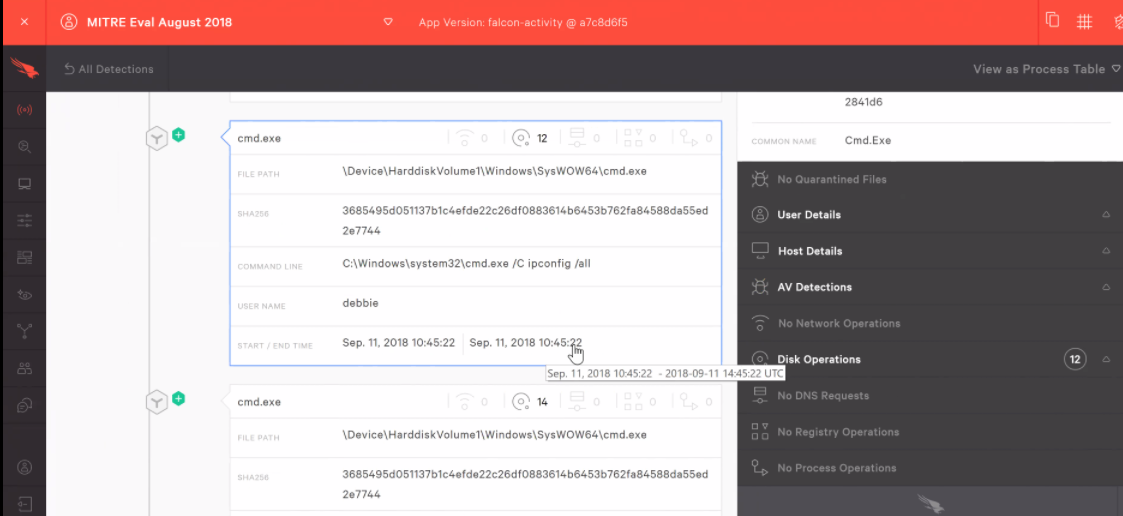 MITRE Eval August 2018
App Version: falcon-activity @ a7c8d6f5
All Detections
View as Process Table
cmd.exe
0
12
0
0
0
FILE PATH
\Device\HarddiskVolume1\Windows\SysWOW64\cmd.exe
SHA256
3685495d051137b1c4efde22c26df0883614b6453b762fa84588da55ed
2e7744
COMMAND LINE
C:\Windows\system32\cmd.exe /C ipconfig /all
USER NAME
debbie
START / END TIME
Sep. 11, 2018 10:45:22
Sep. 11, 2018 10:45:22
Sep. 11, 2018 10:45:22 - 2018-09-11 14:45:22 UTC
cmd.exe
0
14
0
0
0
FILE PATH
\Device\HarddiskVolume1\Windows\SysWOW64\cmd.exe
SHA256
3685495d051137b1c4efde22c26df0883614b6453b762fa84588da55ed
2e7744
2841d6
COMMON NAME
Cmd.Exe
No Quarantined Files
User Details
Host Details
AV Detections
No Network Operations
Disk Operations
12
No DNS Requests
No Registry Operations
No Process Operations